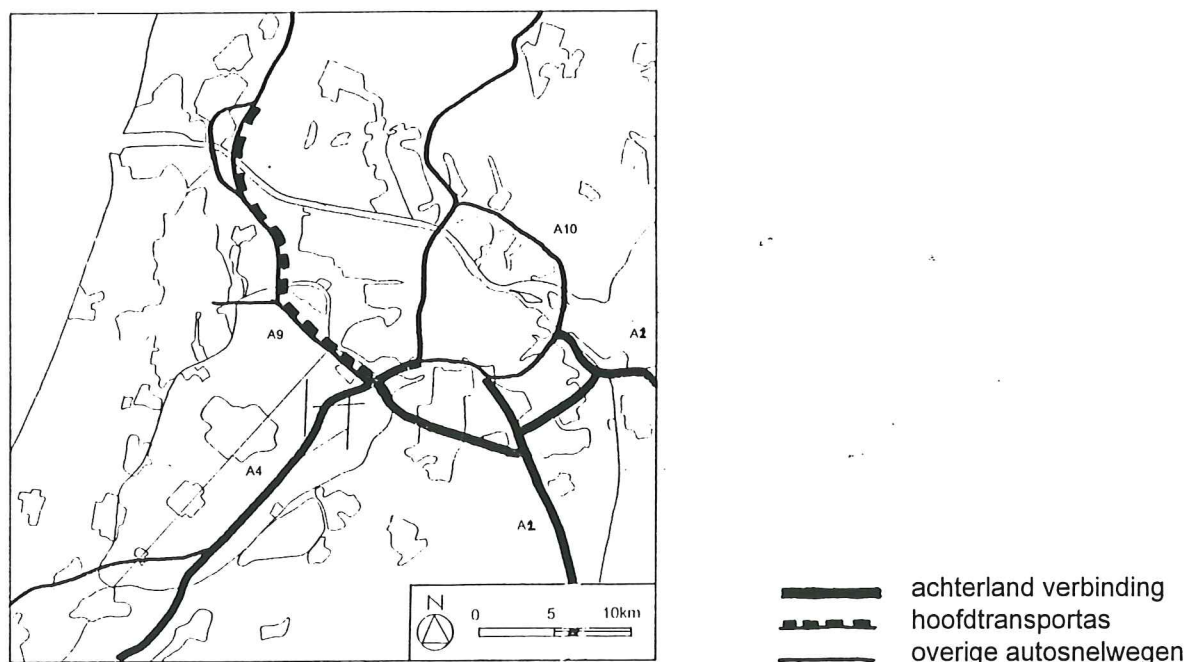 A10
A1
A9
A4
A1
N
0 5 10km
achterland verbinding
hoofdtransportas
overige autosnelwegen